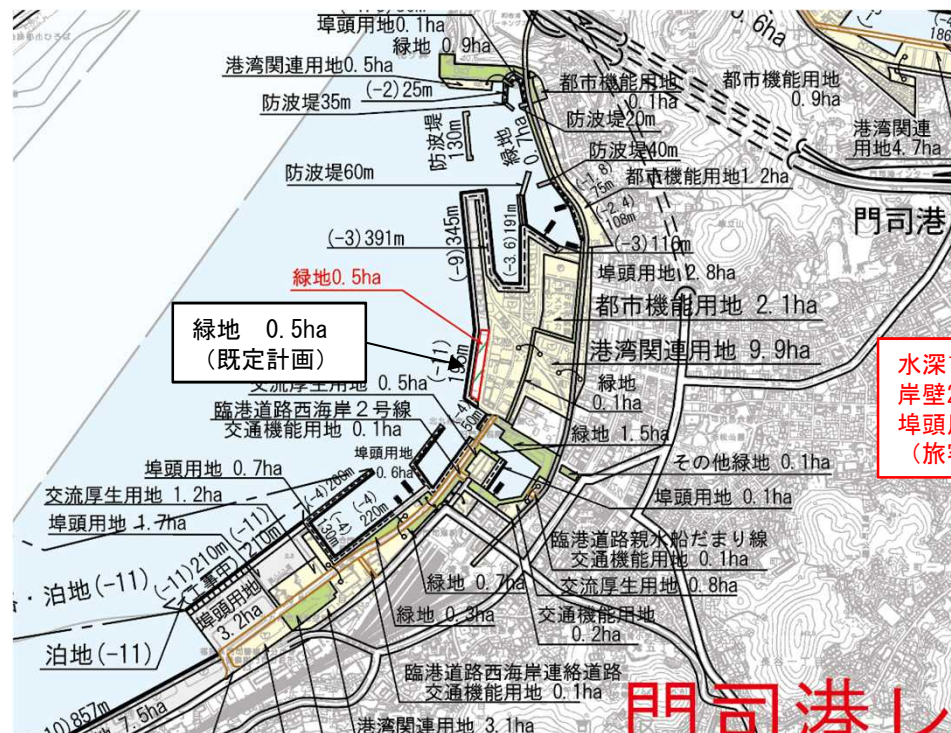 埠頭用地0.1ha
緑地 0.9ha
港湾関連用地0.5ha
(-2)25m
防波堤35m
都市機能用地
0.1ha
都市機能用地
0.9ha
防波堤20m
防波堤
130m
緑地
0.7ha
港湾関連
用地4.7ha
防波堤40m
防波堤60m
(-1.8)
75m
都市機能用地1.2ha
(-2.4)
108m
門司港
(-9)345m
(-3)391m
(-3.6)191m
(-3)116m
緑地0.5ha
埠頭用地 2.8ha
都市機能用地 2.1ha
緑地 0.5ha
(既定計画)
(-11)
195m
港湾関連用地 9.9ha
水深
岸壁
埠頭
(旅
交流厚生用地 0.5ha
緑地
0.1ha
臨港道路西海岸2号線
交通機能用地 0.1ha
(-4)
50m
緑地 1.5ha
埠頭用地
0.6ha
埠頭用地 0.7ha
その他緑地 0.1ha
交流厚生用地 1.2ha
(-4)260m
埠頭用地 0.1ha
埠頭用地 1.7ha
(-4)
220m
(-4)
130m
臨港道路親水船だまり線
交通機能用地 0.1ha
(-11)210m
(-11)
210m
(工事中)
泊地(-11)
緑地 0.7ha
交流厚生用地 0.8ha
埠頭用地
3.2ha
緑地 0.3ha
交通機能用地
0.2ha
泊地(-11)
臨港道路西海岸連絡道路
交通機能用地 0.1ha
10)857m
7.5ha
港湾関連用地 3.1ha
門司港レ